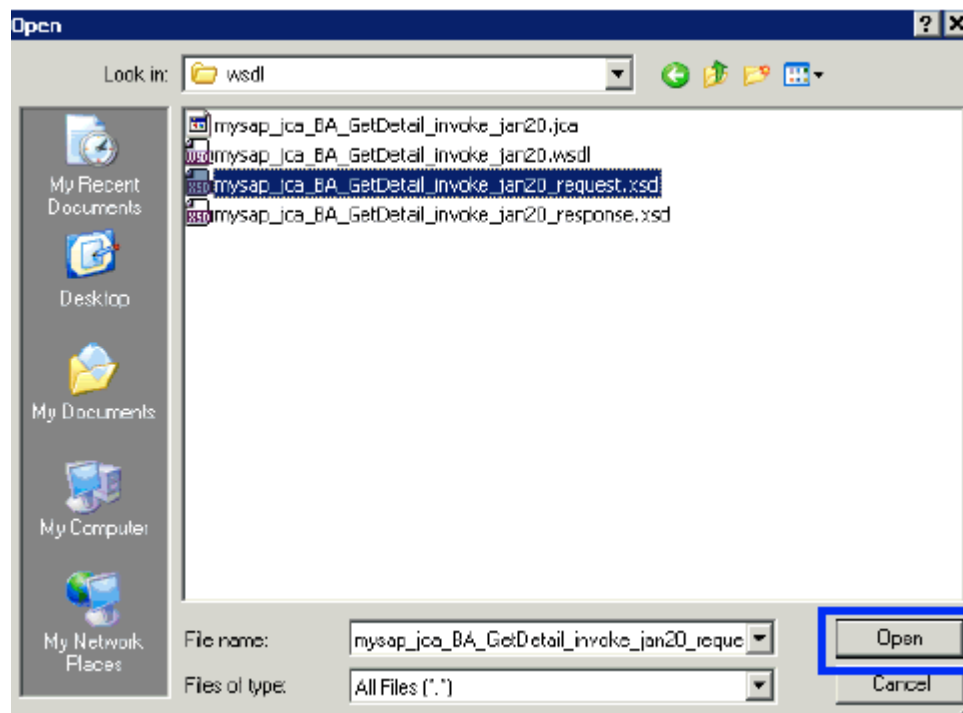 Open
Look in: wsdl
mysap_jca_BA_GetDetail_invoke_jan20.jca
mysap_jca_BA_GetDetail_invoke_jan20.wsdl
mysap_jca_BA_GetDetail_invoke_jan20_request.xsd
mysap_jca_BA_GetDetail_invoke_jan20_response.xsd
My Recent
Documents
Desktop
My Documents
My Computer
My Network
Places
File name: mysap_jca_BA_GetDetail_invoke_jan20_reque
Open
Files of type: All Files (*.*)
Cancel